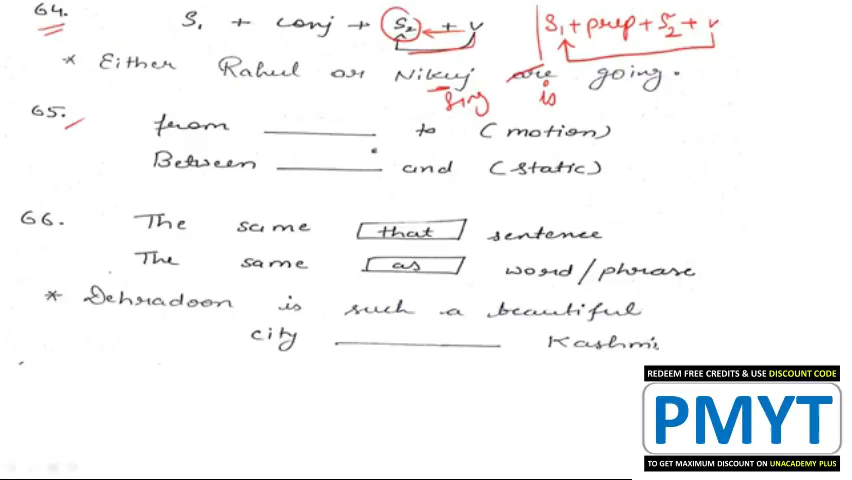 64. S₁ + conj + S₂ + v | S₁ + prep + S₂ + v
* Either Rahul or Nikuj are going.
Sing is
65. from ________ to (motion)
Between ________ and (static)
66. The same that sentence
The same as word/phrase
* Dehradoon is such a beautiful
city ________ Kashmi
REDEEM FREE CREDITS & USE DISCOUNT CODE
PMYT
TO GET MAXIMUM DISCOUNT ON UNACADEMY PLUS